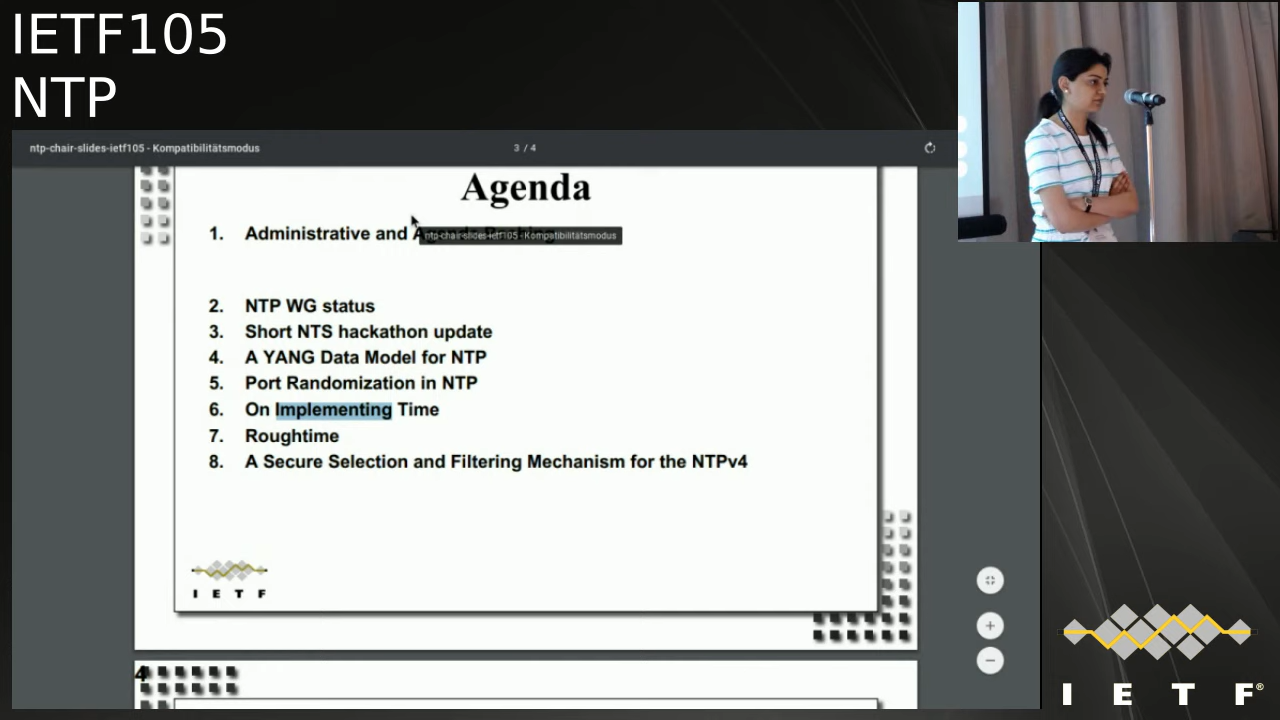 IETF105
NTP
ntp-chair-slides-ietf105 - Kompatibilitätsmodus
3 / 4
Agenda
1. Administrative and
ntp-chair-slides-ietf105 - Kompatibilitätsmodus
2. NTP WG status
3. Short NTS hackathon update
4. A YANG Data Model for NTP
5. Port Randomization in NTP
6. On Implementing Time
7. Roughtime
8. A Secure Selection and Filtering Mechanism for the NTPv4
I E T F
4
I E T F®